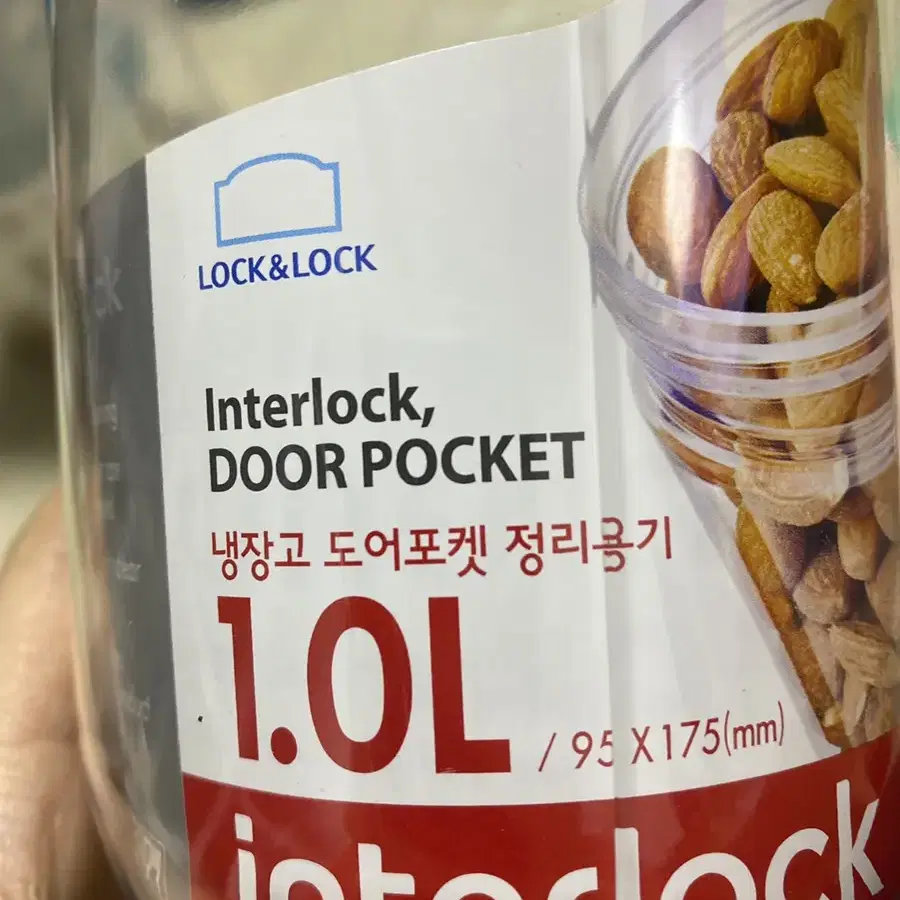 LOCK&LOCK
Interlock,
DOOR POCKET
냉장고 도어포켓 정리용기
1.0L / 95 X 175(mm)
interlock